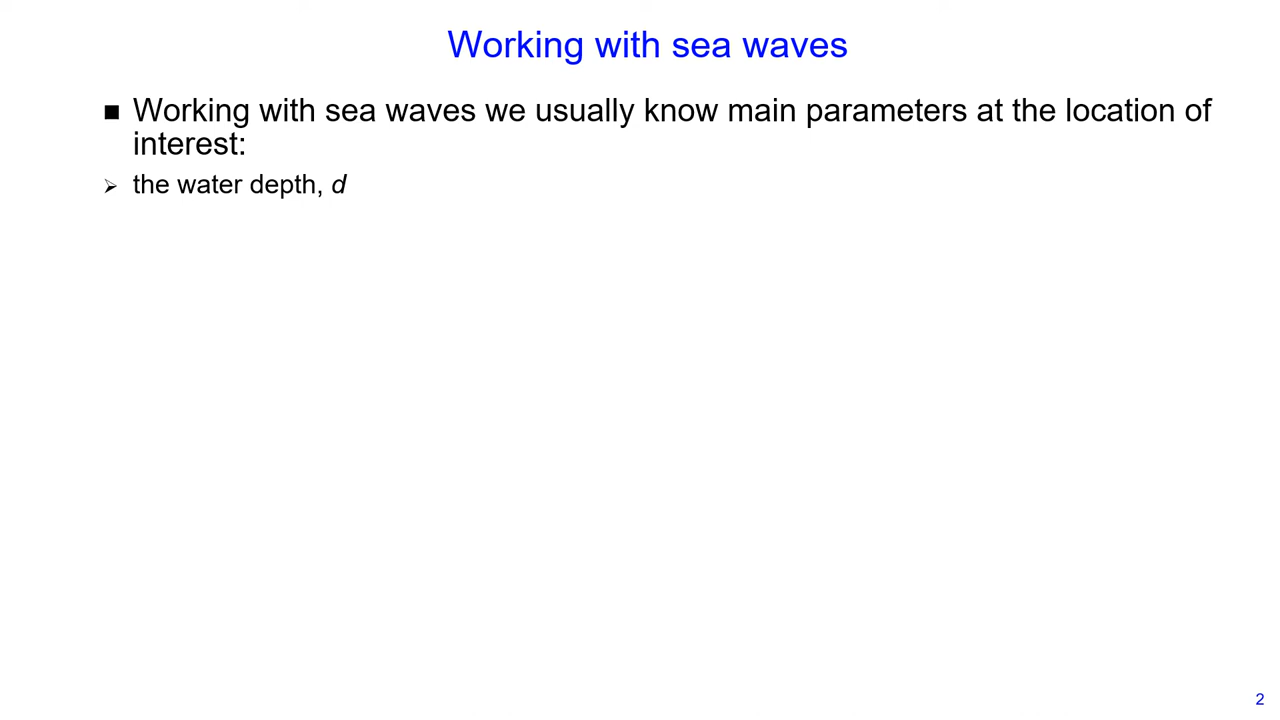 Working with sea waves
■ Working with sea waves we usually know main parameters at the location of
interest:
➢ the water depth, d
2